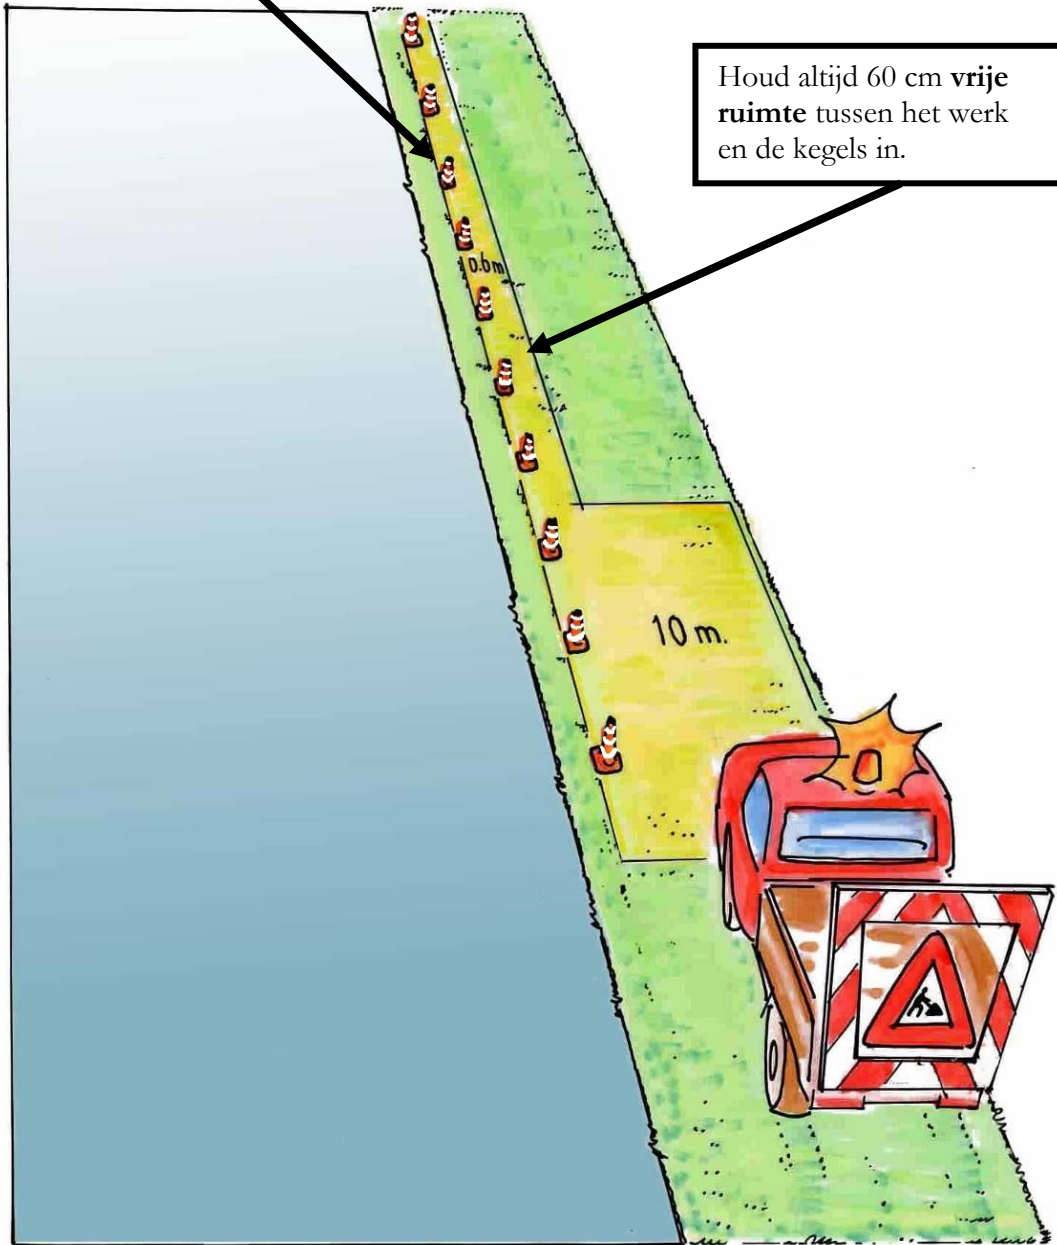 Houd altijd 60 cm vrije
ruimte tussen het werk
en de kegels in.
0.6m
10 m.